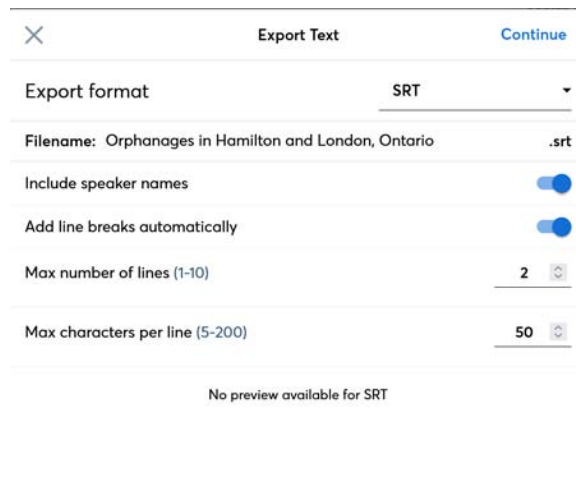 Export Text Continue
Export format SRT
Filename: Orphanages in Hamilton and London, Ontario .srt
Include speaker names
Add line breaks automatically
Max number of lines (1-10) 2
Max characters per line (5-200) 50
No preview available for SRT